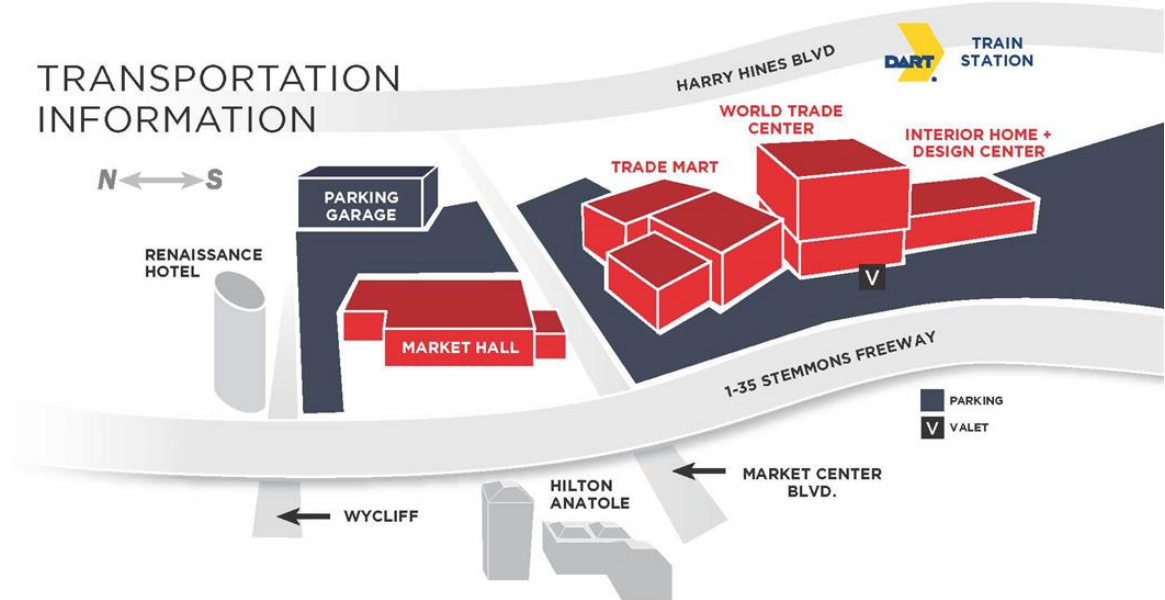 TRANSPORTATION
INFORMATION
N S
HARRY HINES BLVD
DART
TRAIN
STATION
WORLD TRADE
CENTER
INTERIOR HOME +
DESIGN CENTER
TRADE MART
PARKING
GARAGE
RENAISSANCE
HOTEL
V
MARKET HALL
1-35 STEMMONS FREEWAY
PARKING
V VALET
HILTON
ANATOLE
MARKET CENTER
BLVD.
WYCLIFF